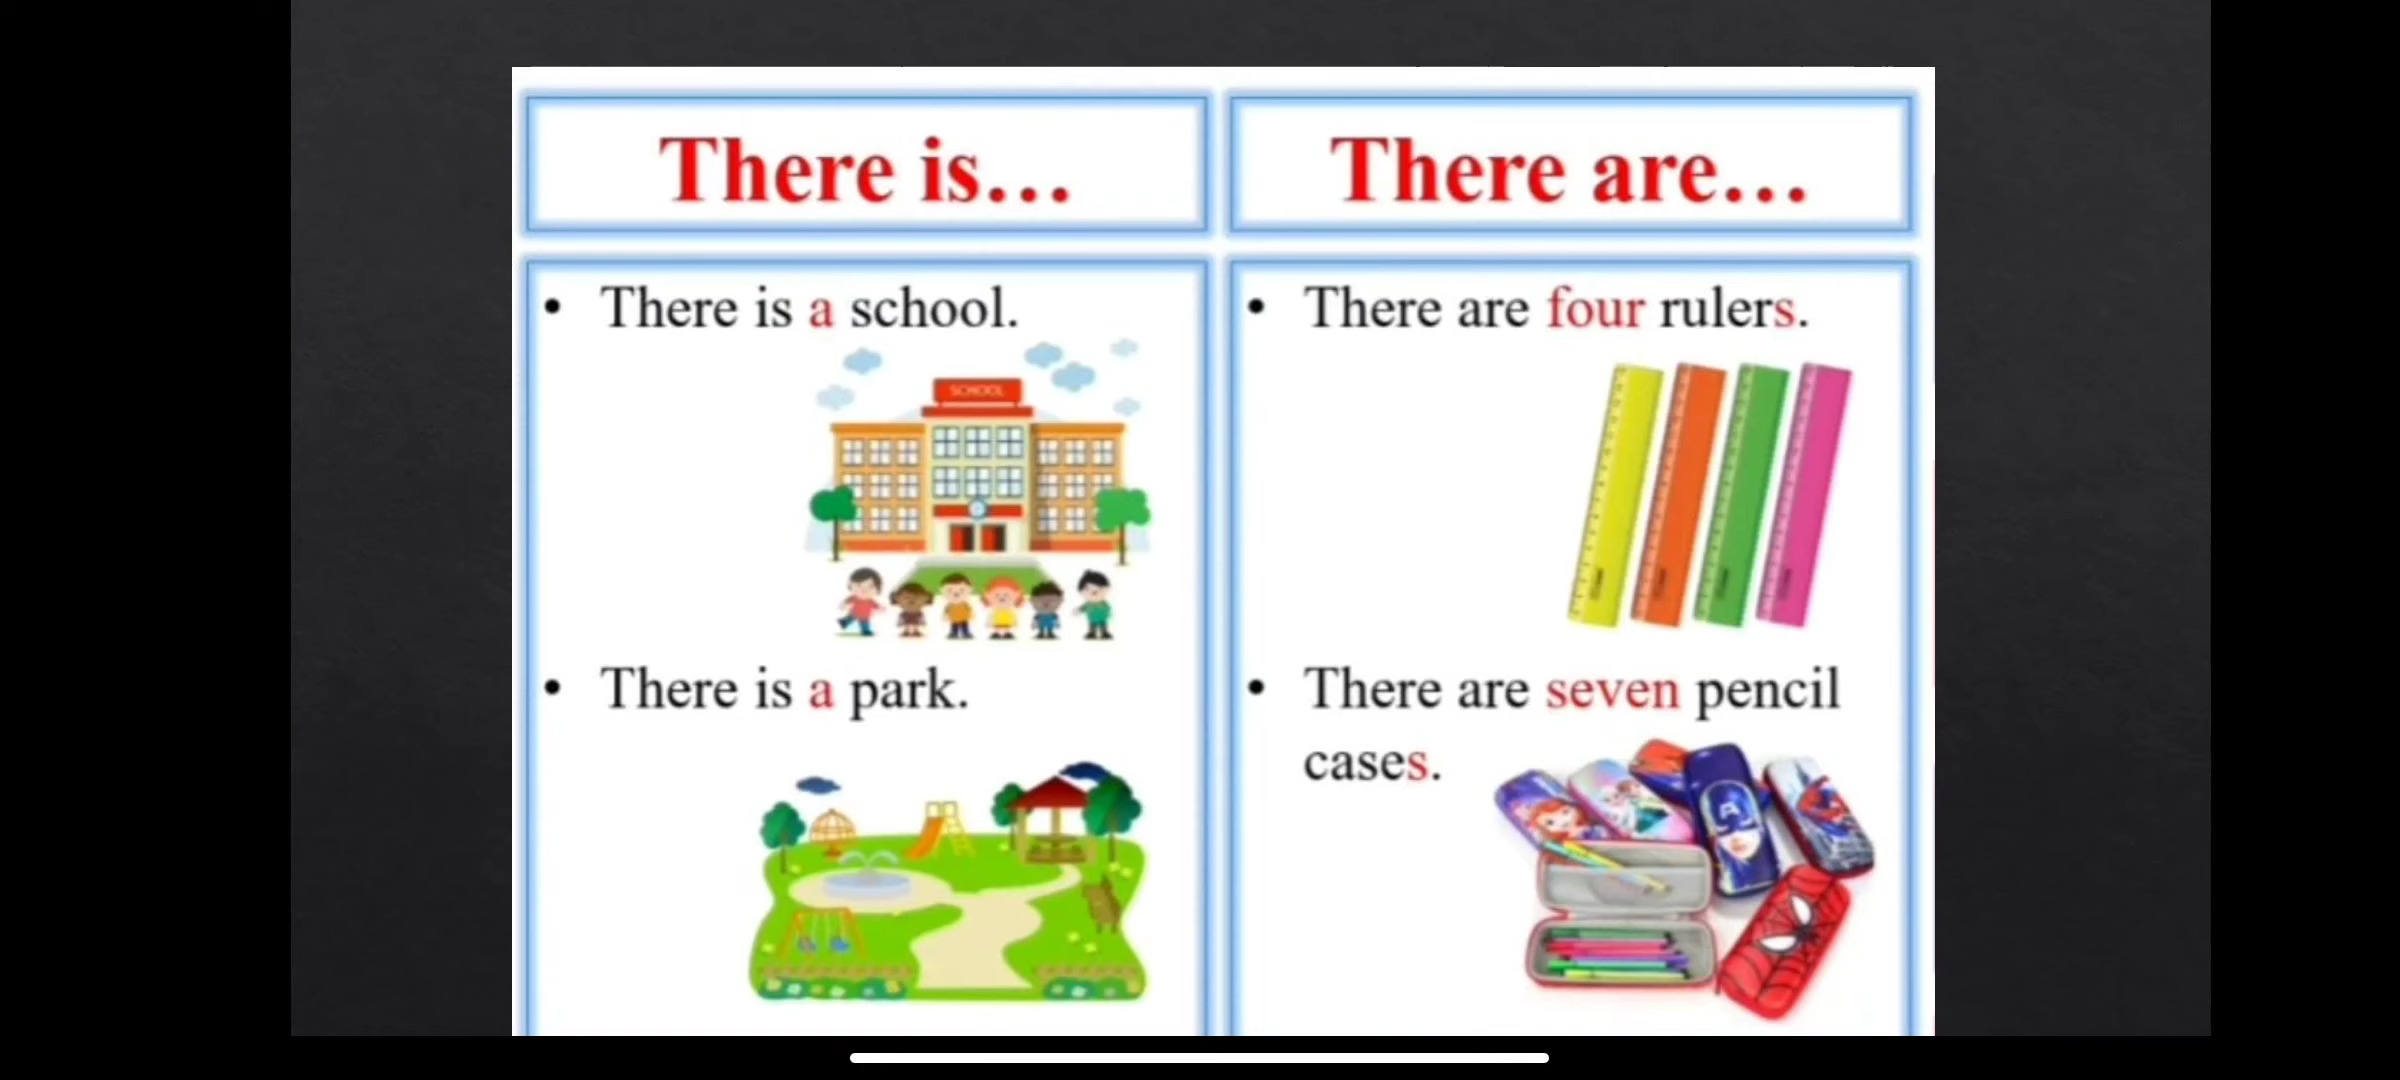 There is…
There are…
• There is a school.
SCHOOL
• There is a park.
• There are four rulers.
• There are seven pencil
cases.